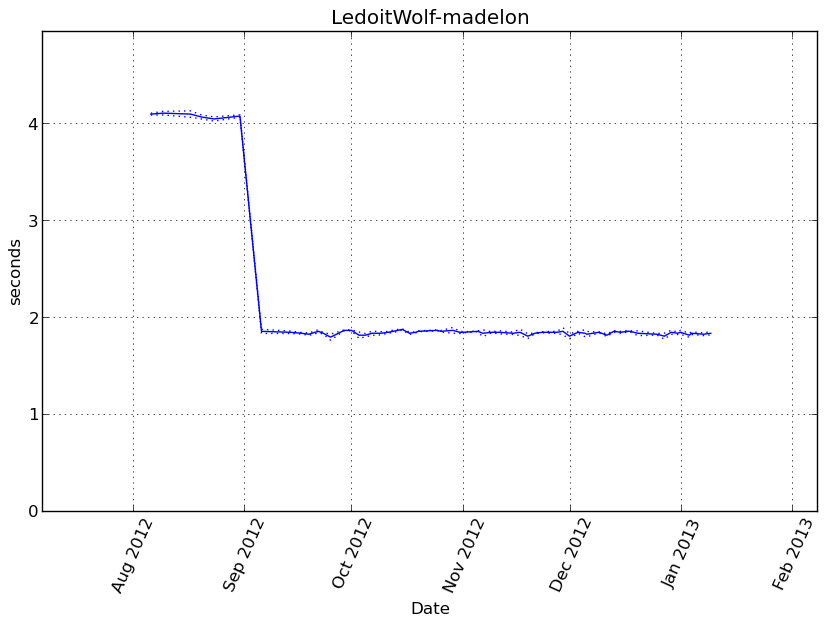 LedoitWolf-madelon
seconds
4
3
2
1
0
Aug 2012
Sep 2012
Oct 2012
Nov 2012
Dec 2012
Jan 2013
Feb 2013
Date